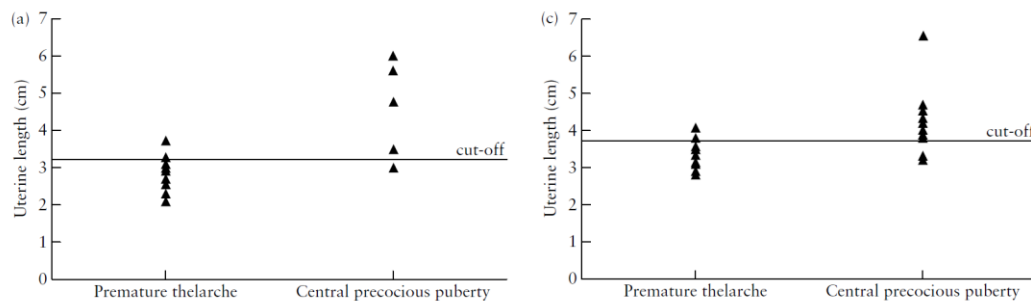 (a)
7
6
5
4
3
2
1
0
Uterine length (cm)
cut-off
Premature thelarche
Central precocious puberty
(c)
7
6
5
4
3
2
1
0
Uterine length (cm)
cut-off
Premature thelarche
Central precocious puberty